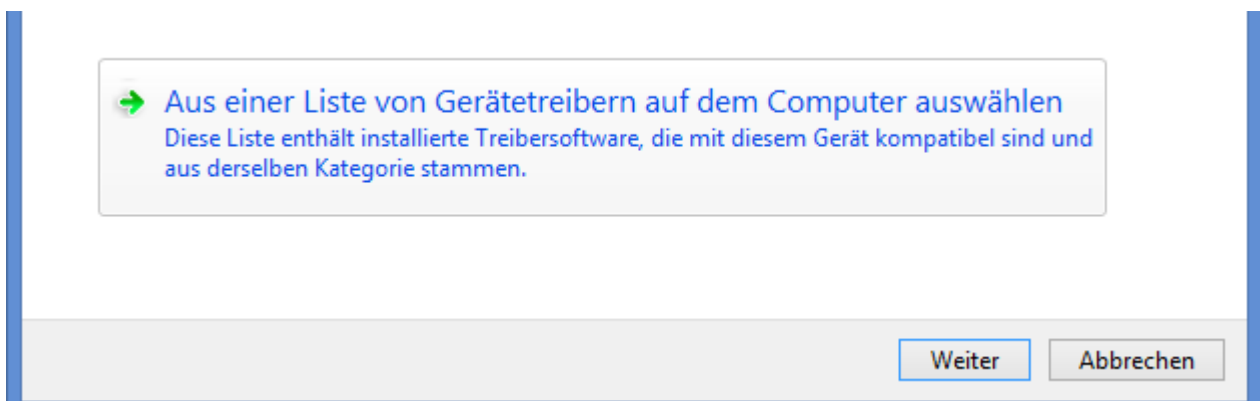 Aus einer Liste von Gerätetreibern auf dem Computer auswählen
Diese Liste enthält installierte Treibersoftware, die mit diesem Gerät kompatibel sind und
aus derselben Kategorie stammen.
Weiter
Abbrechen